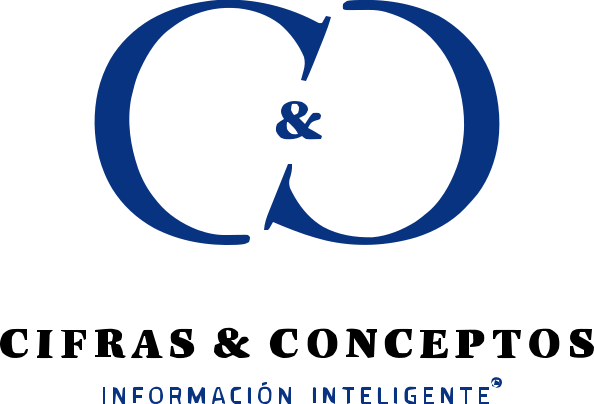 C&C
CIFRAS & CONCEPTOS
INFORMACIÓN INTELIGENTE©